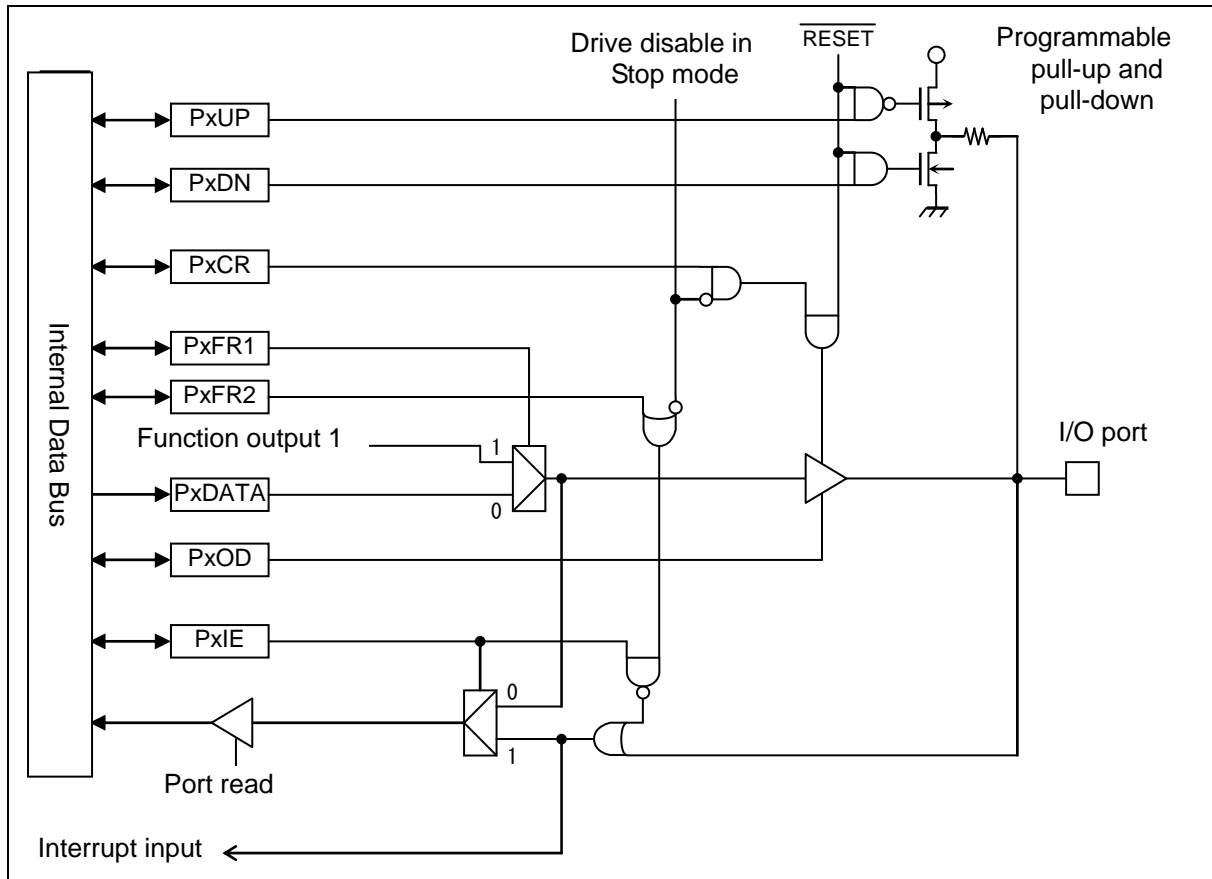 Drive disable in
Stop mode
RESET
Programmable
pull-up and
pull-down
Internal Data Bus
PxUP
PxDN
PxCR
PxFR1
PxFR2
Function output 1
1
0
PxDATA
I/O port
PxOD
PxIE
0
1
Port read
Interrupt input